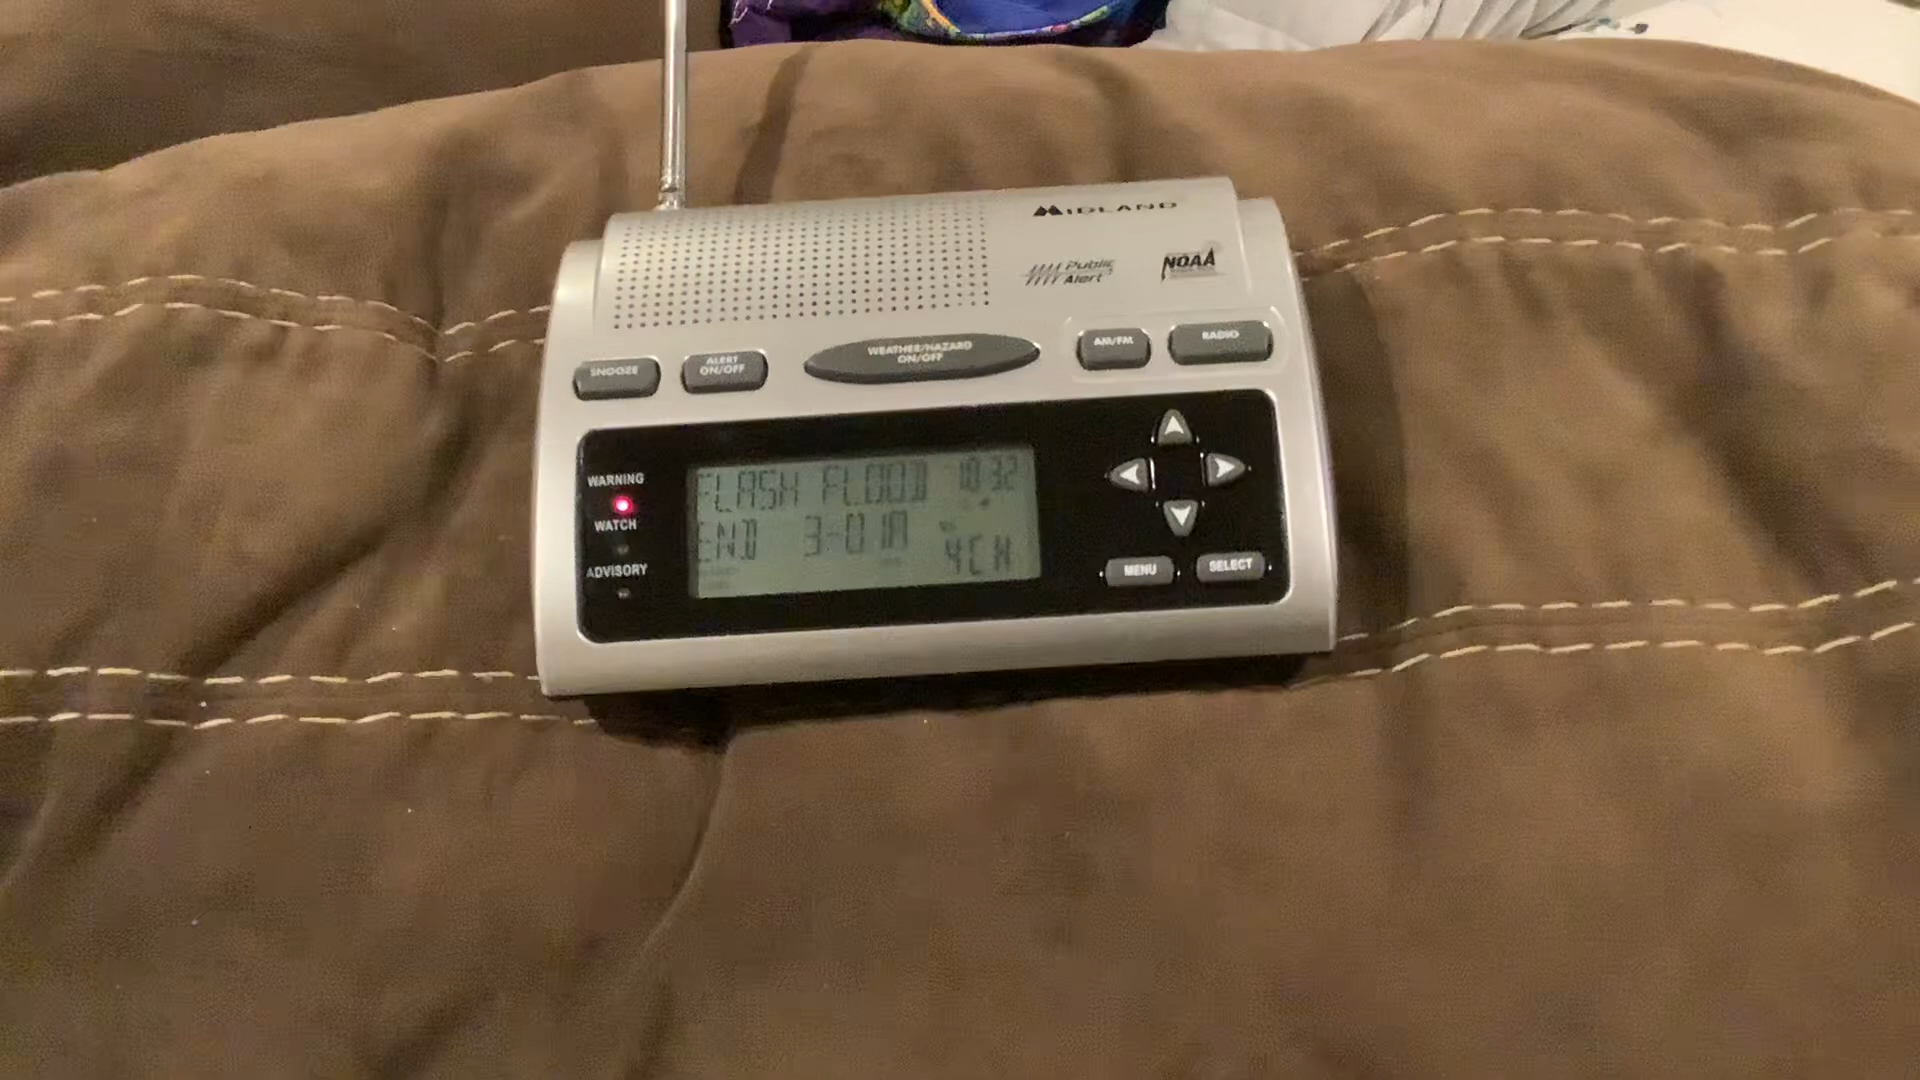 MIDLAND
Public Alert
NOAA
SNOOZE
ALERT ON/OFF
WEATHER/HAZARD ON/OFF
AM/FM
RADIO
WARNING
WATCH
ADVISORY
FLASH FLOOD 10:32
END 3-01A
4CH
MENU
SELECT